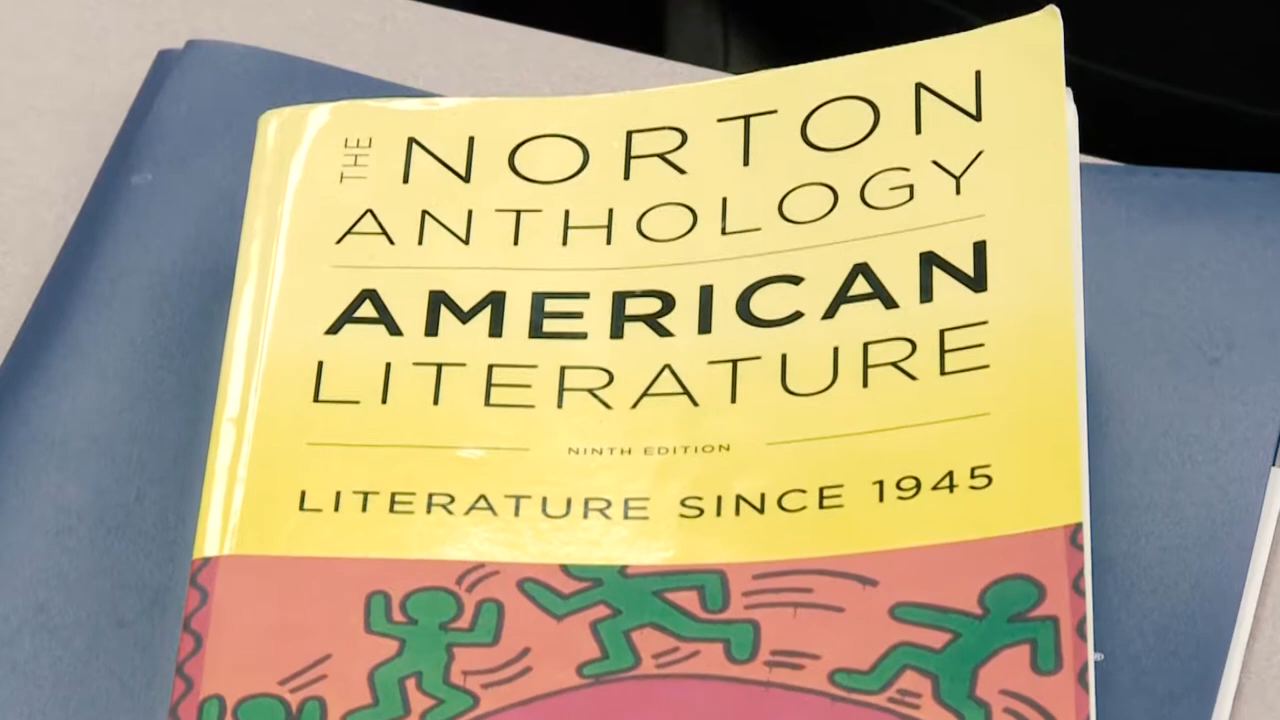 THE NORTON
ANTHOLOGY
AMERICAN
LITERATURE
NINTH EDITION
LITERATURE SINCE 1945